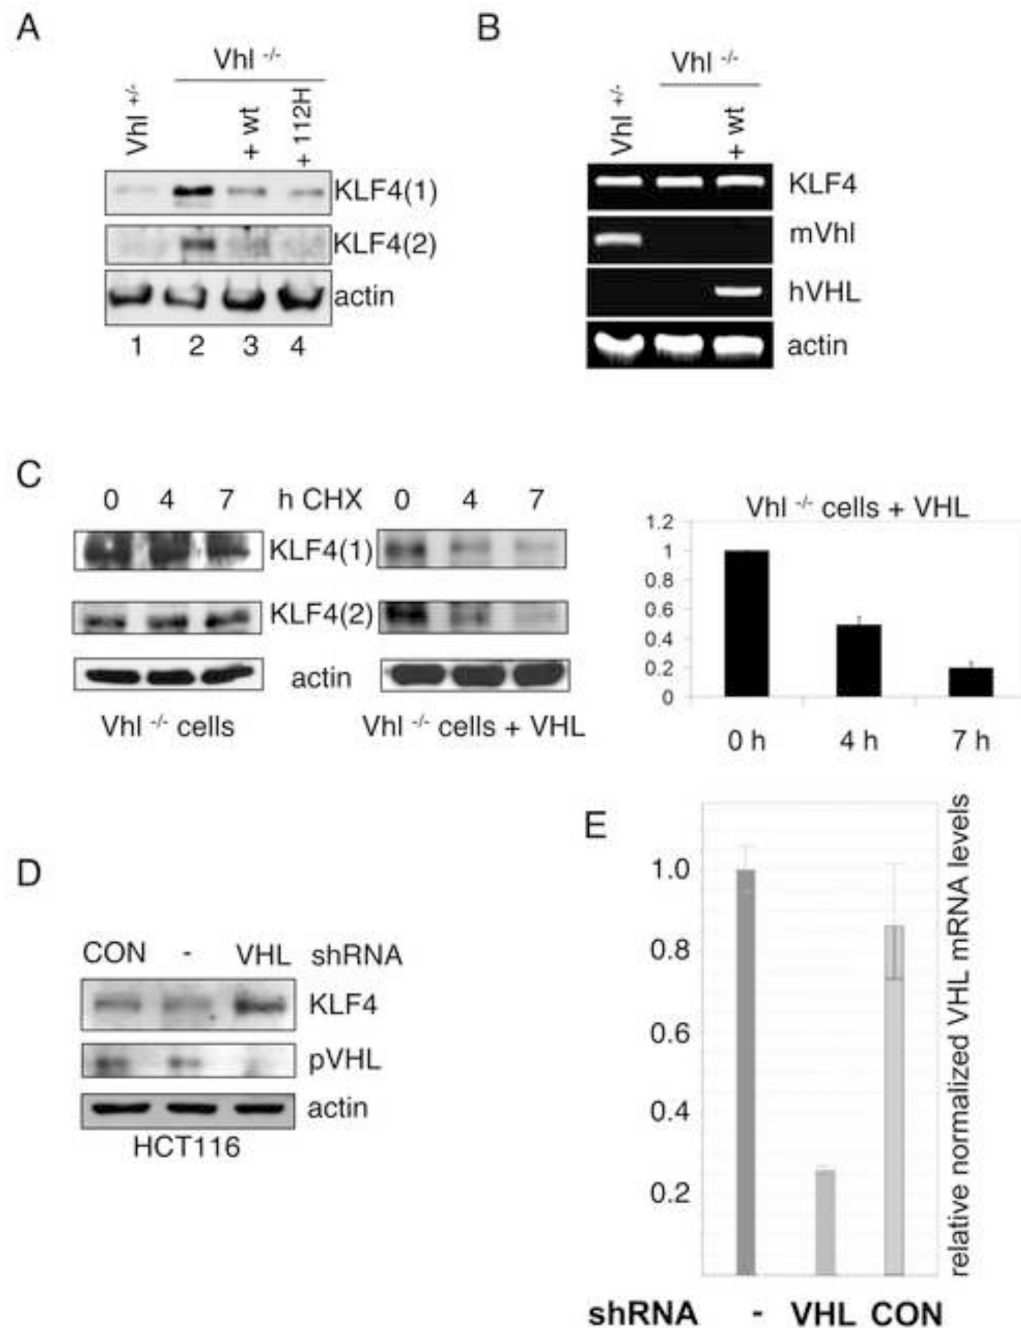 A
Vhl -/-
Vhl +/-
+ wt
+ 112H
KLF4(1)
KLF4(2)
actin
1 2 3 4
B
Vhl -/-
Vhl +/-
+ wt
KLF4
mVhl
hVHL
actin
C
0 4 7 h CHX 0 4 7
KLF4(1)
KLF4(2)
actin
Vhl -/- cells
Vhl -/- cells + VHL
Vhl -/- cells + VHL
1.2
1
0.8
0.6
0.4
0.2
0
0 h 4 h 7 h
D
CON - VHL shRNA
KLF4
pVHL
actin
HCT116
E
1.0
0.8
0.6
0.4
0.2
relative normalized VHL mRNA levels
shRNA - VHL CON